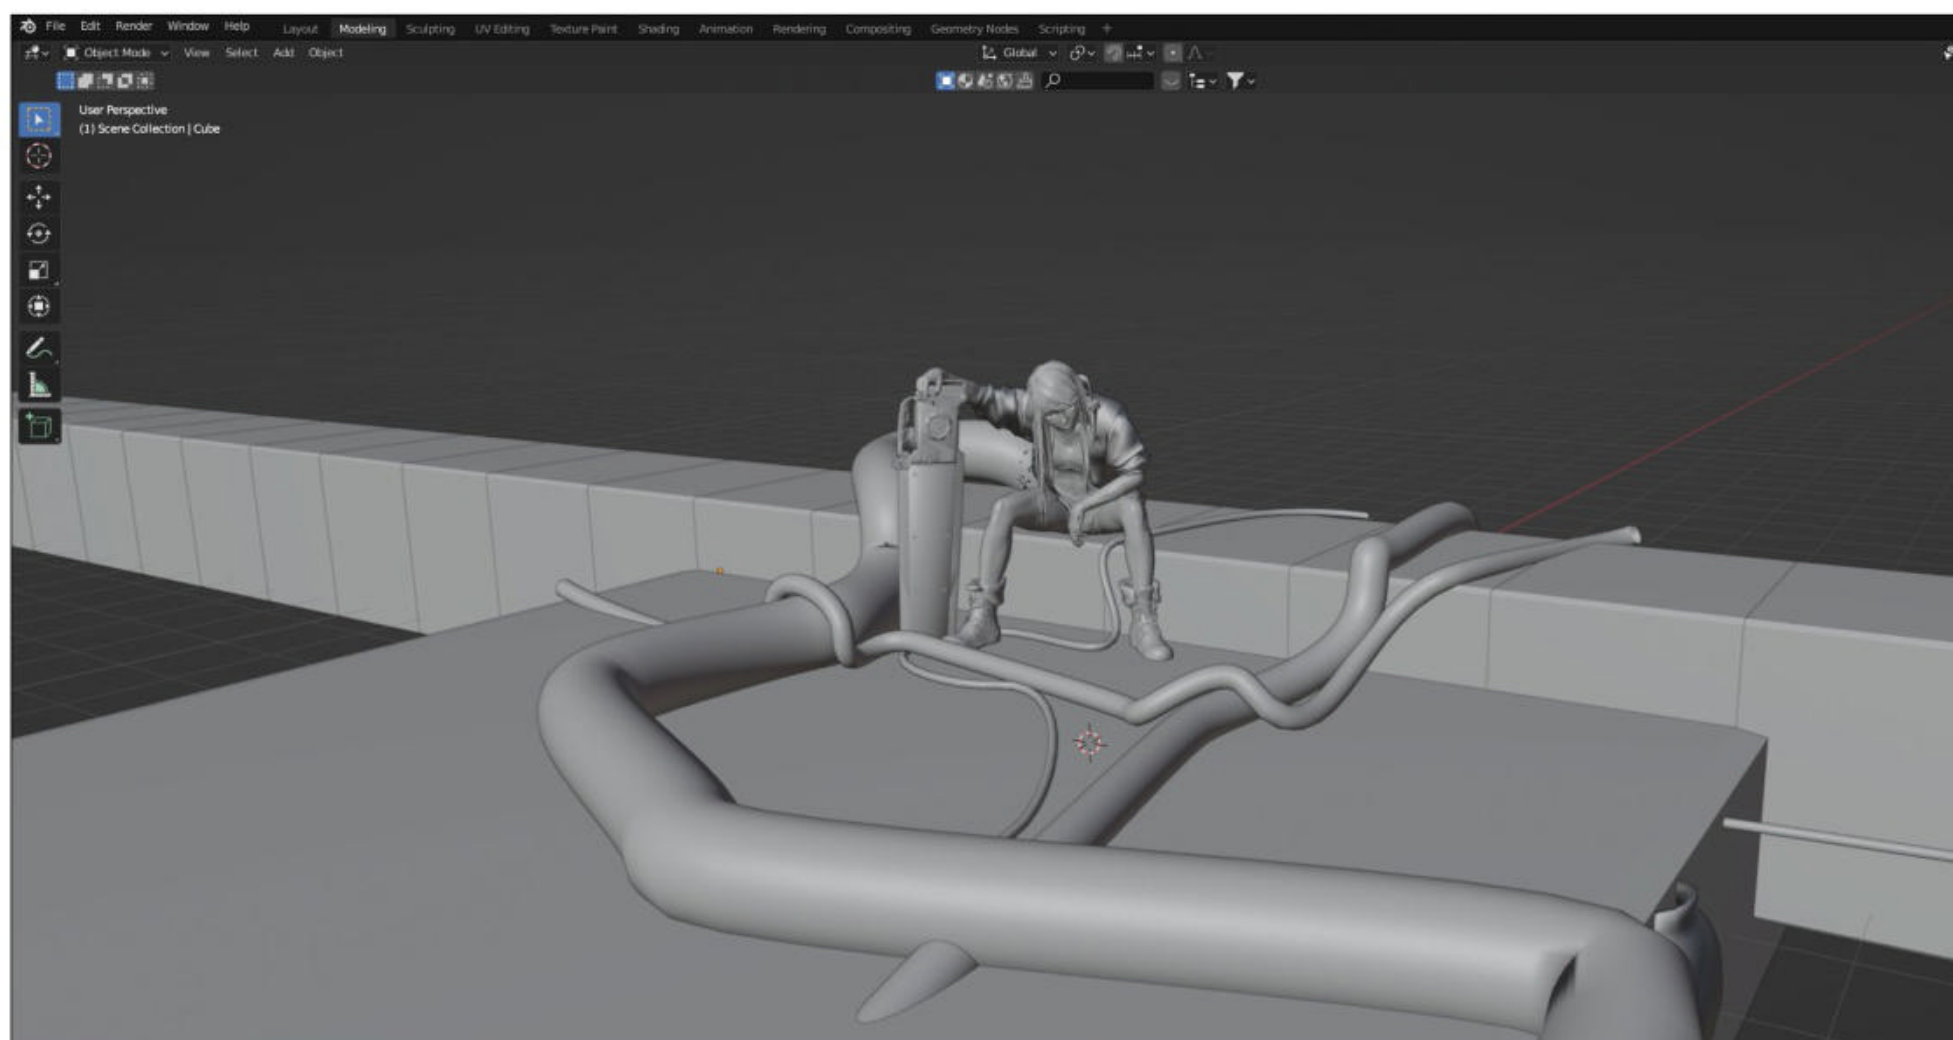 File Edit Render Window Help Layout Modeling Sculpting UV Editing Texture Paint Shading Animation Rendering Compositing Geometry Nodes Scripting +
Object Mode View Select Add Object Global
User Perspective
(1) Scene Collection | Cube